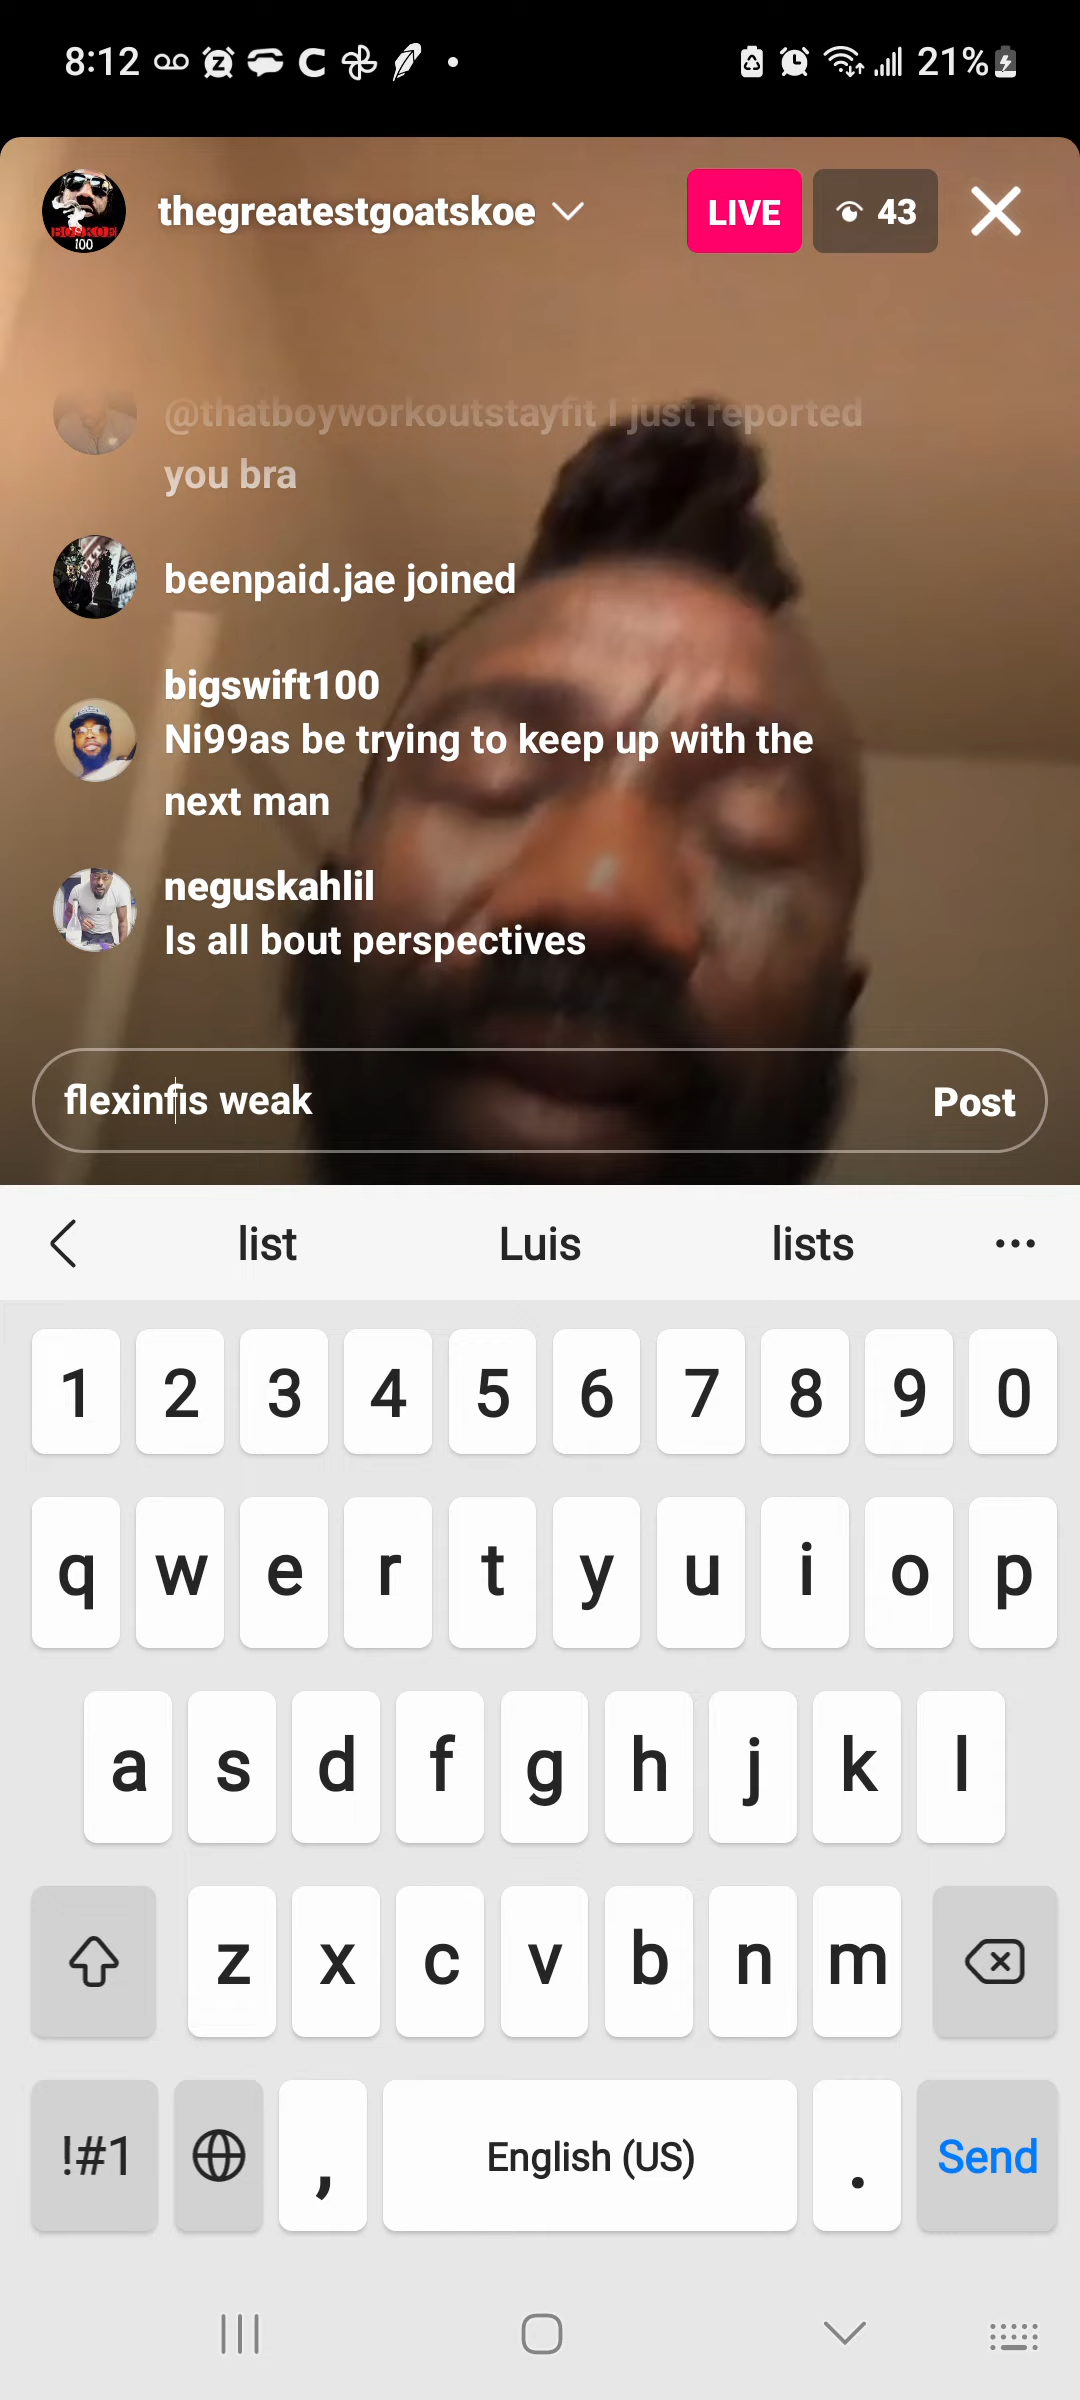 8:12
21%
thegreatestgoatskoe
LIVE
43
BOSKOE
100
@thatboyworkoutstayfit I just reported
you bra
beenpaid.jae joined
bigswift100
Ni99as be trying to keep up with the
next man
neguskahlil
Is all bout perspectives
flexinfis weak
Post
list Luis lists
1 2 3 4 5 6 7 8 9 0
q w e r t y u i o p
a s d f g h j k l
z x c v b n m
!#1 , English (US) . Send